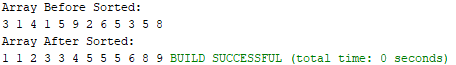 Array Before Sorted:
3 1 4 1 5 9 2 6 5 3 5 8
Array After Sorted:
1 1 2 3 3 4 5 5 5 6 8 9 BUILD SUCCESSFUL (total time: 0 seconds)